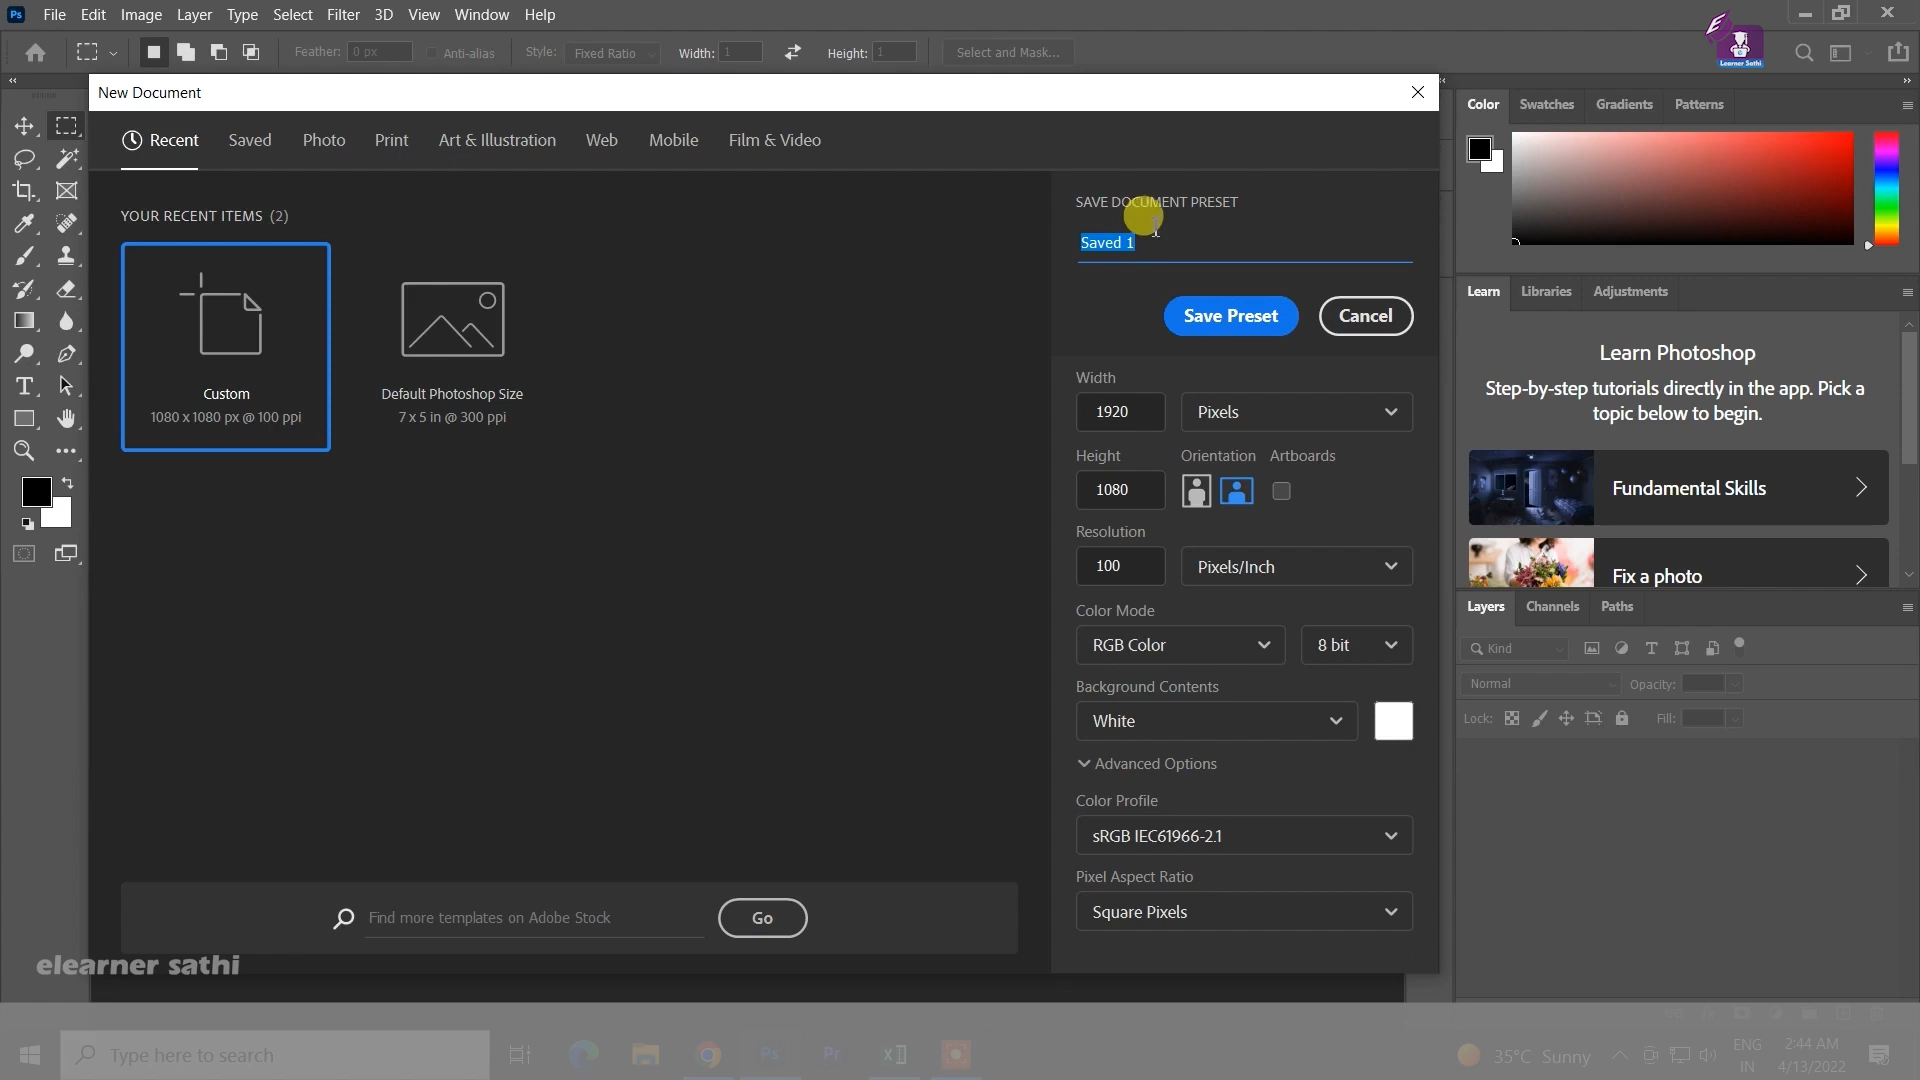 Ps File Edit Image Layer Type Select Filter 3D View Window Help
Feather: 0 px Anti-alias Style: Fixed Ratio Width: 1 Height: 1 Select and Mask...
Learner Sathi
New Document
Recent Saved Photo Print Art & Illustration Web Mobile Film & Video
YOUR RECENT ITEMS (2)
Custom
1080 x 1080 px @ 100 ppi
Default Photoshop Size
7 x 5 in @ 300 ppi
Find more templates on Adobe Stock Go
elearner sathi
SAVE DOCUMENT PRESET
Saved 1
Save Preset Cancel
Width
1920 Pixels
Height Orientation Artboards
1080
Resolution
100 Pixels/Inch
Color Mode
RGB Color 8 bit
Background Contents
White
Advanced Options
Color Profile
sRGB IEC61966-2.1
Pixel Aspect Ratio
Square Pixels
Color Swatches Gradients Patterns
Learn Libraries Adjustments
Learn Photoshop
Step-by-step tutorials directly in the app. Pick a
topic below to begin.
Fundamental Skills
Fix a photo
Layers Channels Paths
Kind
Normal Opacity:
Lock: Fill:
Type here to search
Ps Pr X
35°C Sunny
ENG
IN
2:44 AM
4/13/2022